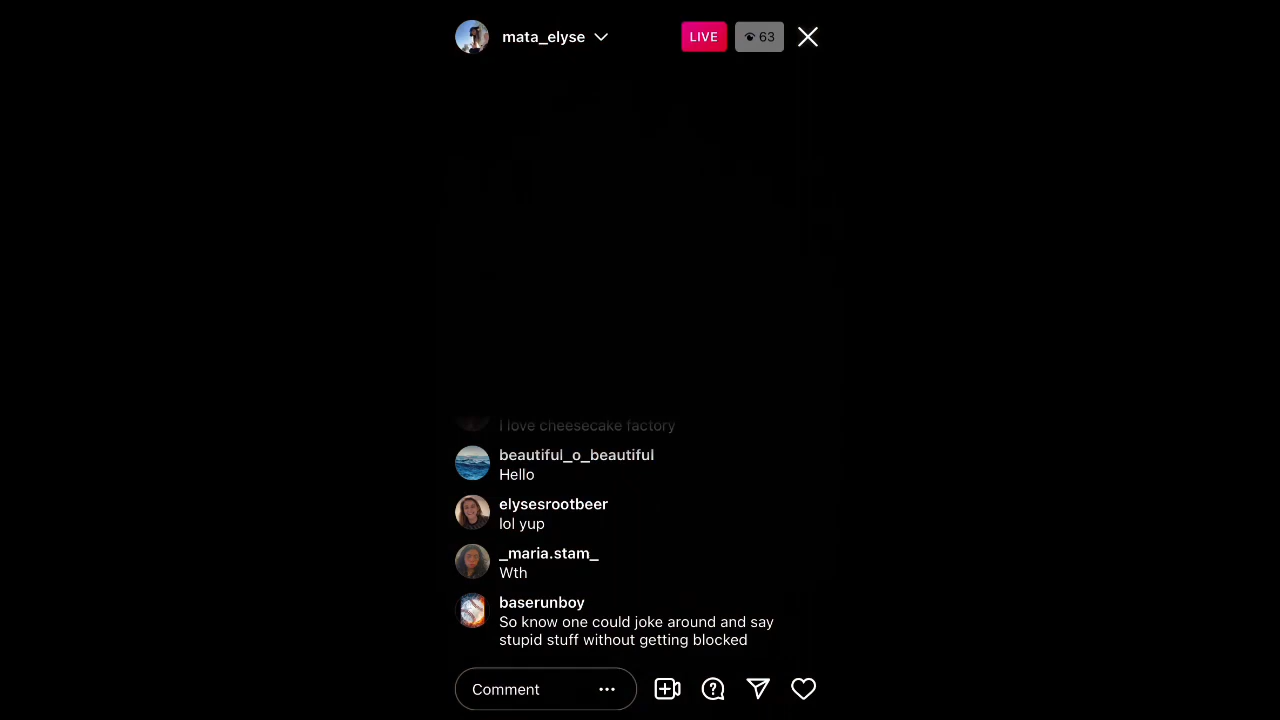 mata_elyse
LIVE
63
I love cheesecake factory
beautiful_o_beautiful
Hello
elysesrootbeer
lol yup
_maria.stam_
Wth
baserunboy
So know one could joke around and say
stupid stuff without getting blocked
Comment